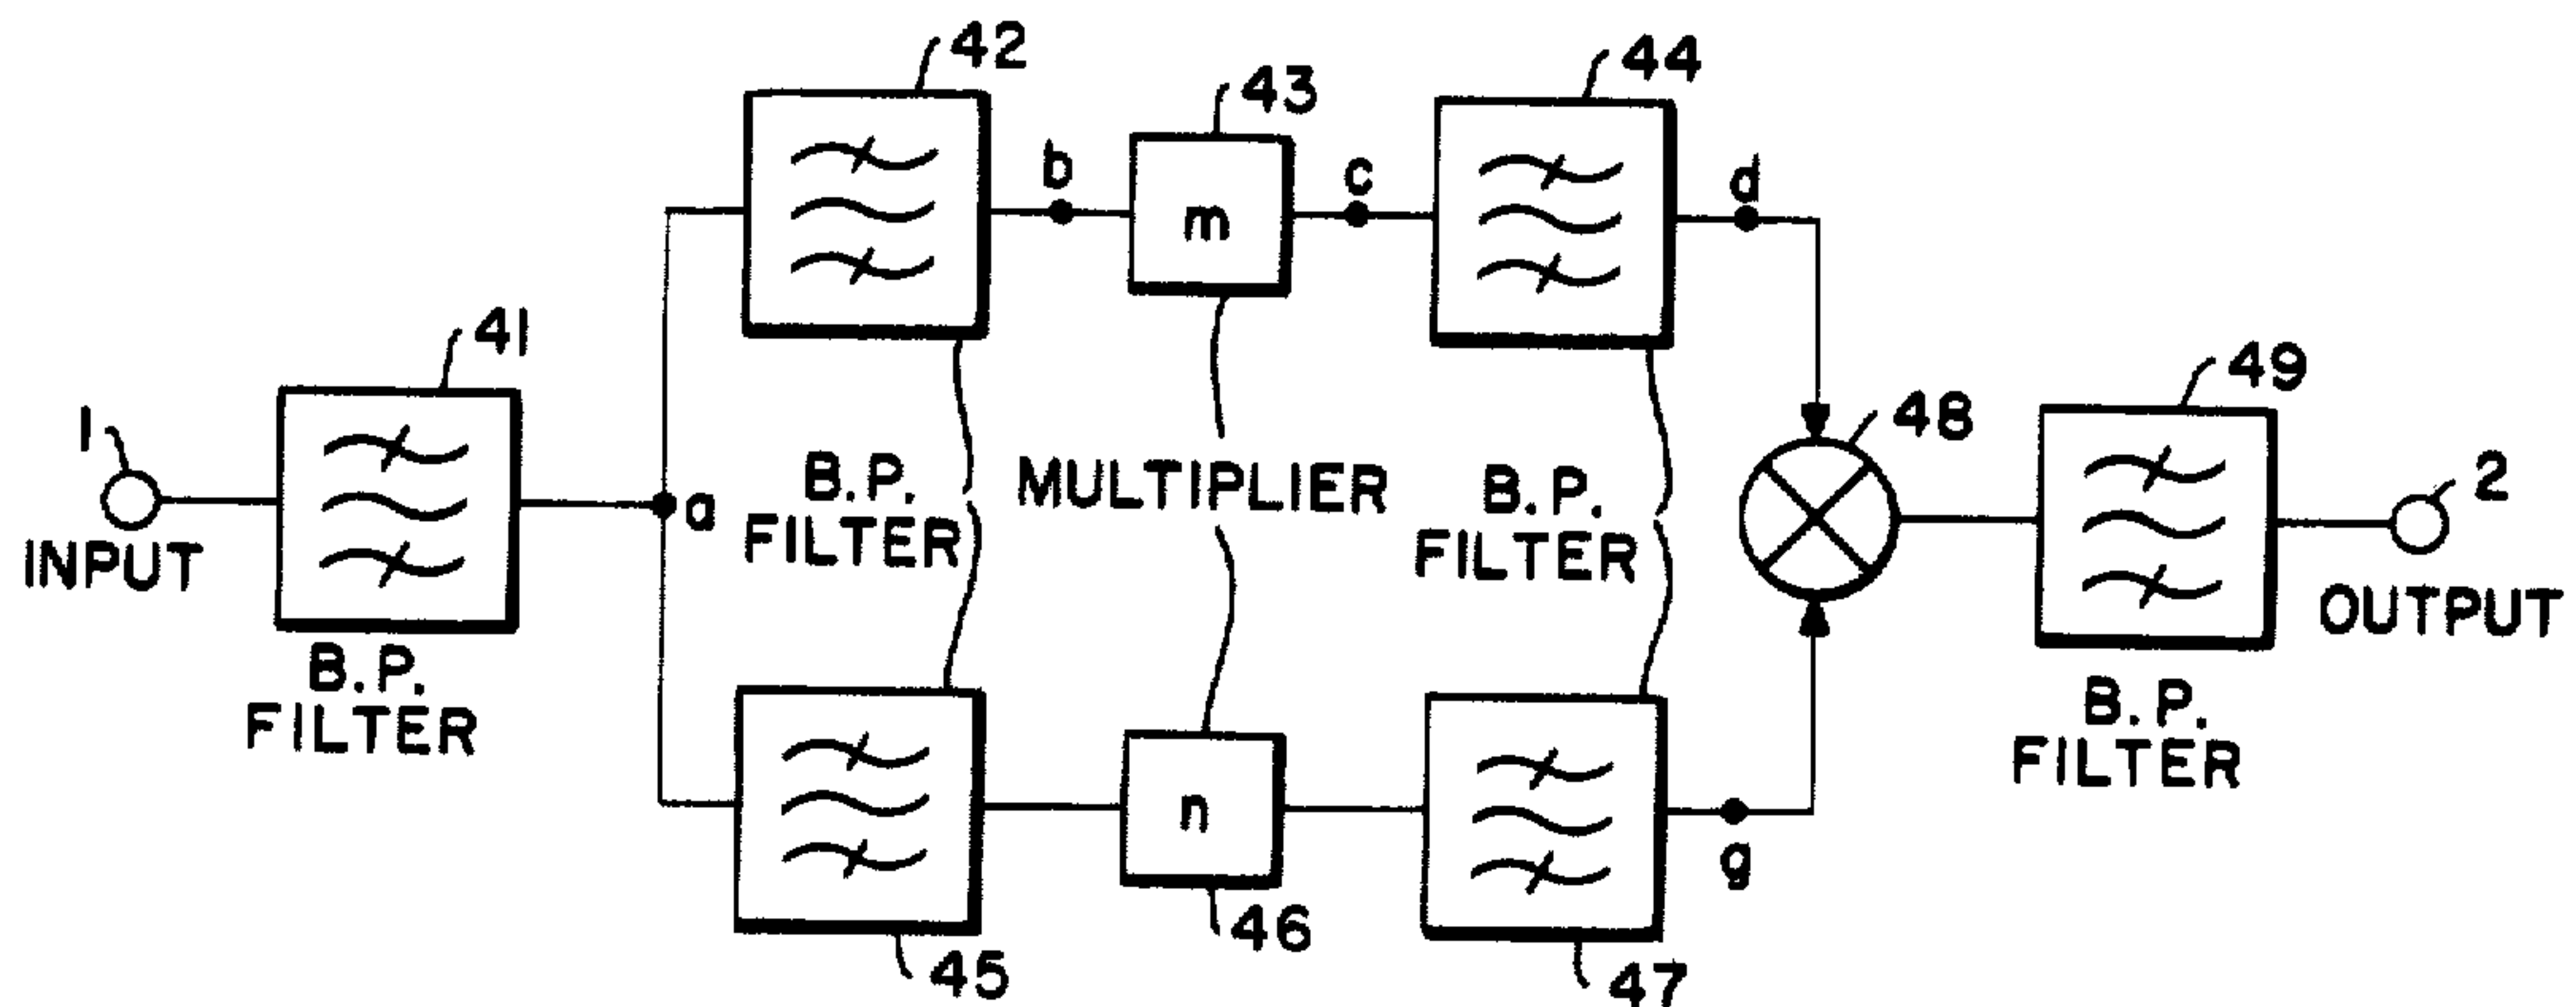 42
43
44
b
m
c
d
41
1
INPUT
a
B.P.
FILTER
B.P.
FILTER
MULTIPLIER
B.P.
FILTER
48
49
2
OUTPUT
B.P.
FILTER
n
g
45
46
47